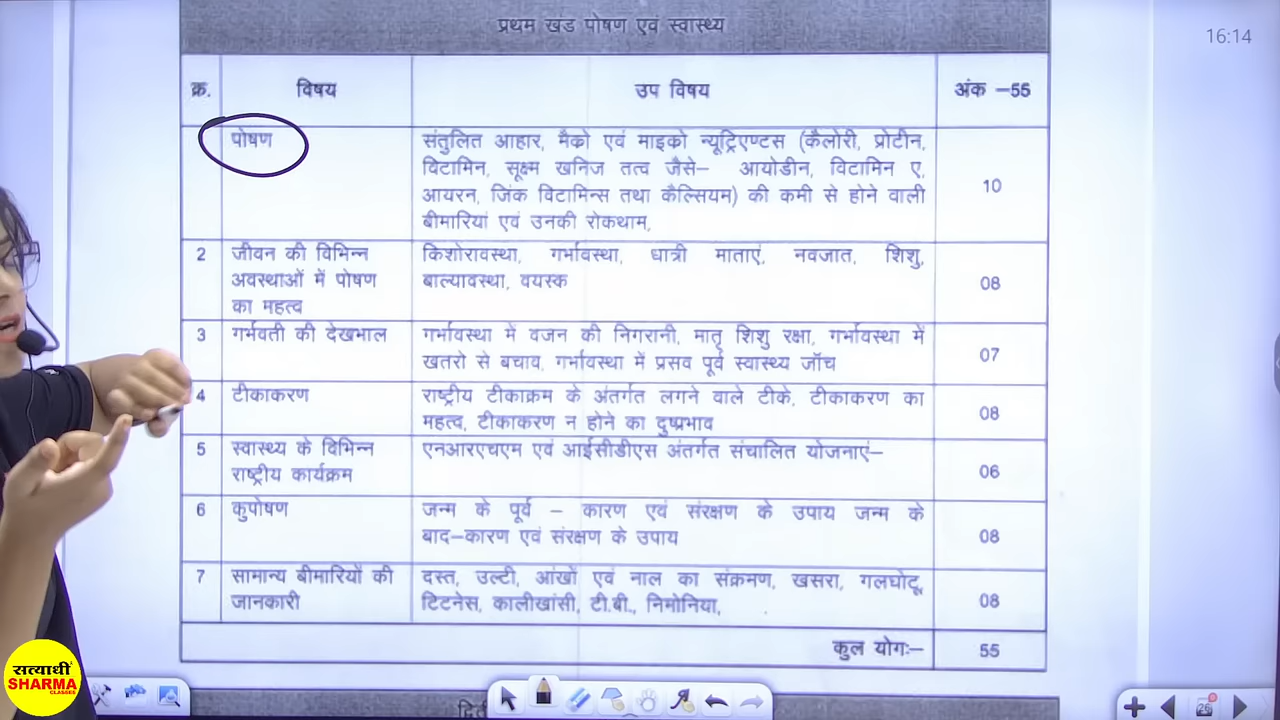 प्रथम खंड पोषण एवं स्वास्थ्य
16:14
क्र. विषय उप विषय अंक –55
पोषण संतुलित आहार, मैको एवं माइको न्यूट्रिएण्टस (कैलोरी, प्रोटीन, 10
विटामिन, सूक्ष्म खनिज तत्व जैसे– आयोडीन, विटामिन ए,
आयरन, जिंक विटामिन्स तथा कैल्सियम) की कमी से होने वाली
बीमारियां एवं उनकी रोकथाम,
2 जीवन की विभिन्न किशोरावस्था, गर्भावस्था, धात्री माताएं, नवजात, शिशु, 08
अवस्थाओं में पोषण बाल्यावस्था, वयस्क
का महत्व
3 गर्भवती की देखभाल गर्भावस्था में वजन की निगरानी, मातृ शिशु रक्षा, गर्भावस्था में 07
खतरो से बचाव, गर्भावस्था में प्रसव पूर्व स्वास्थ्य जॉच
4 टीकाकरण राष्ट्रीय टीकाक्रम के अंतर्गत लगने वाले टीके, टीकाकरण का 08
महत्व, टीकाकरण न होने का दुष्प्रभाव
5 स्वास्थ्य के विभिन्न एनआरएचएम एवं आईसीडीएस अंतर्गत संचालित योजनाएं– 06
राष्ट्रीय कार्यक्रम
6 कुपोषण जन्म के पूर्व – कारण एवं संरक्षण के उपाय जन्म के 08
बाद–कारण एवं संरक्षण के उपाय
7 सामान्य बीमारियों की दस्त, उल्टी, आंखों एवं नाल का संक्रमण, खसरा, गलघोटू, 08
जानकारी टिटनेस, कालीखांसी, टी.बी., निमोनिया,
कुल योगः– 55
सत्यार्थी
SHARMA
CLASSES
26